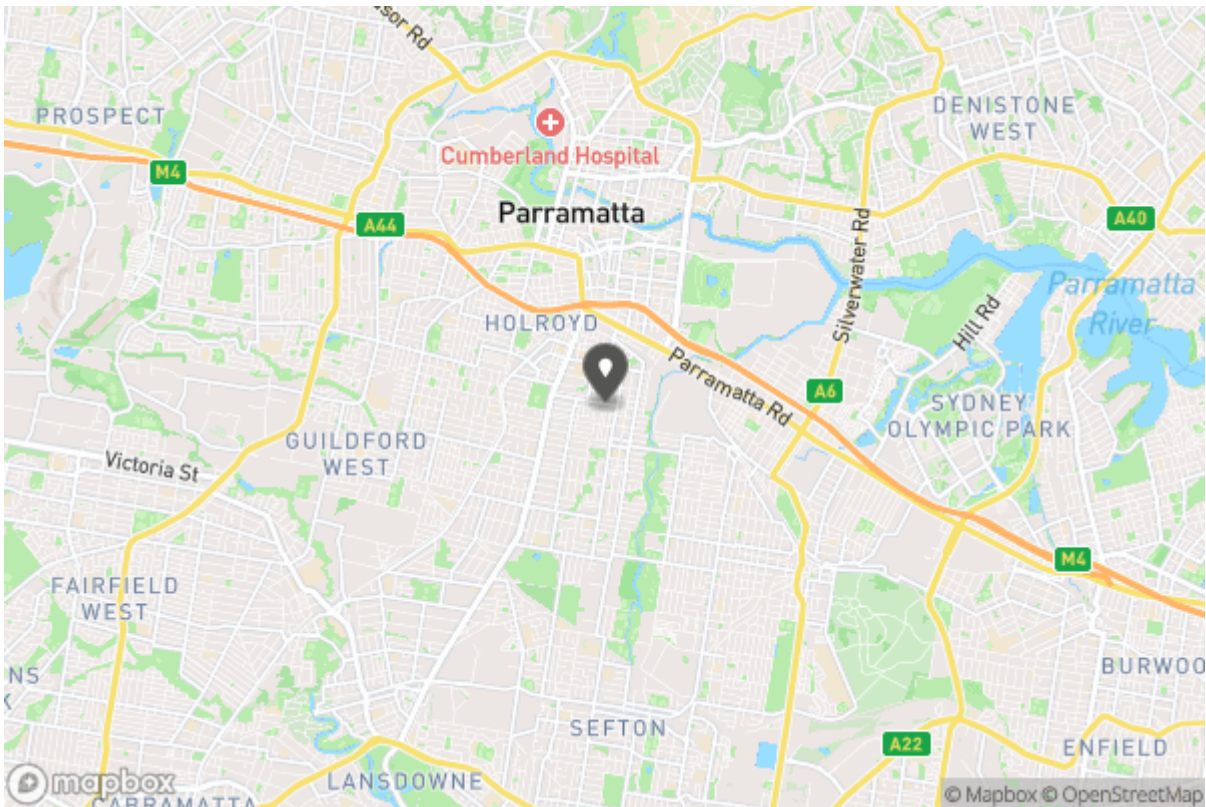 sor Rd
PROSPECT
DENISTONE
WEST
Cumberland Hospital
M4
Parramatta
A44
A40
Silverwater Rd
Parramatta
River
Hill Rd
HOLROYD
Parramatta Rd
A6
SYDNEY
OLYMPIC PARK
GUILDFORD
WEST
Victoria St
M4
FAIRFIELD
WEST
BURWOO
NS
K
SEFTON
A22
ENFIELD
LANSDOWNE
mapbox
CABRAMATTA
© Mapbox © OpenStreetMap